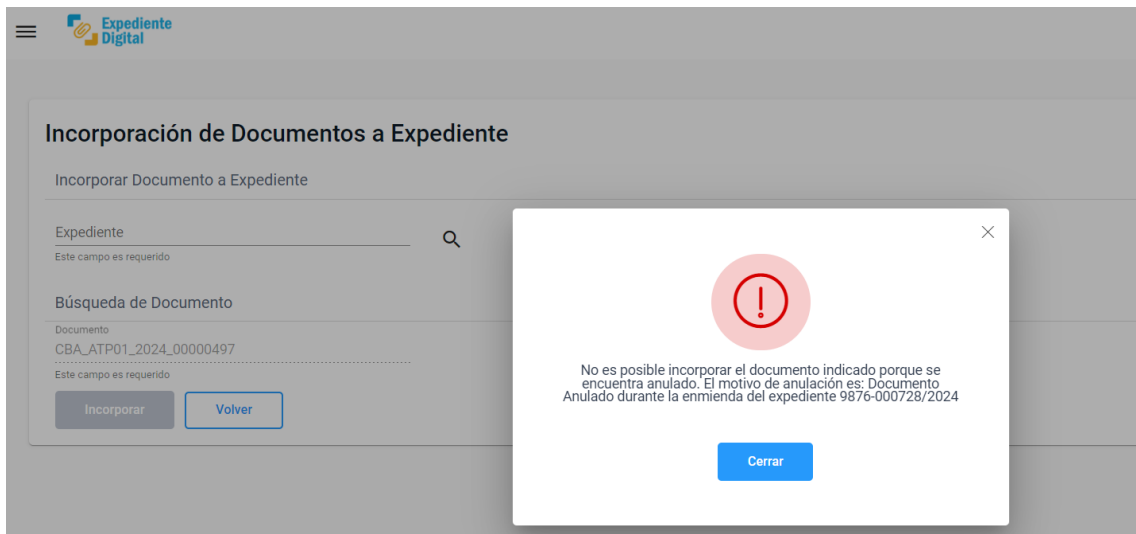 Expediente
Digital
Incorporación de Documentos a Expediente
Incorporar Documento a Expediente
Expediente
Este campo es requerido
Búsqueda de Documento
Documento
CBA_ATP01_2024_00000497
Este campo es requerido
Incorporar
Volver
No es posible incorporar el documento indicado porque se
encuentra anulado. El motivo de anulación es: Documento
Anulado durante la enmienda del expediente 9876-000728/2024
Cerrar